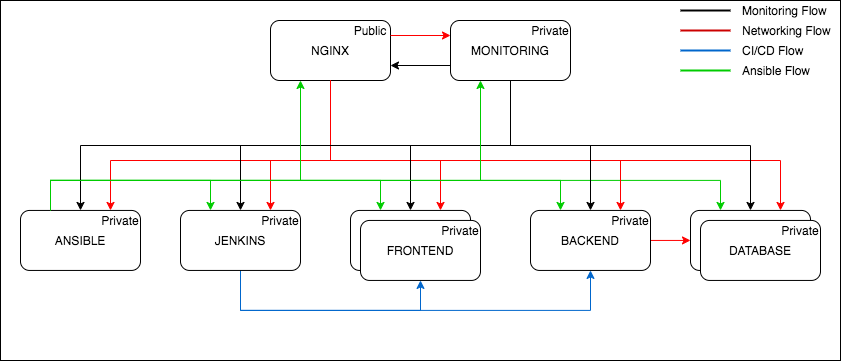 Public
NGINX
Private
MONITORING
Monitoring Flow
Networking Flow
CI/CD Flow
Ansible Flow
Private
ANSIBLE
Private
JENKINS
Private
FRONTEND
Private
BACKEND
Private
DATABASE